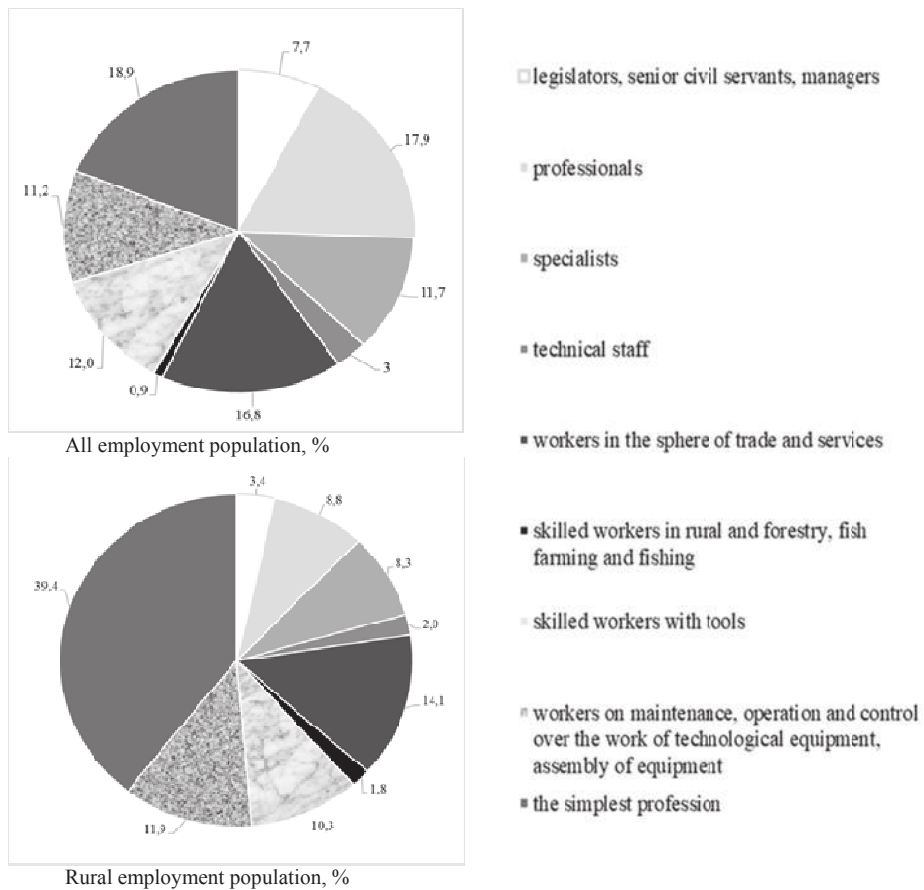 7,7
17,9
11,7
3
16,8
0,9
12,0
11,2
18,9
All employment population, %
3,4
8,8
8,3
2,0
14,1
1,8
10,3
11,9
39,4
Rural employment population, %
legislators, senior civil servants, managers
professionals
specialists
technical staff
workers in the sphere of trade and services
skilled workers in rural and forestry, fish
farming and fishing
skilled workers with tools
workers on maintenance, operation and control
over the work of technological equipment,
assembly of equipment
the simplest profession